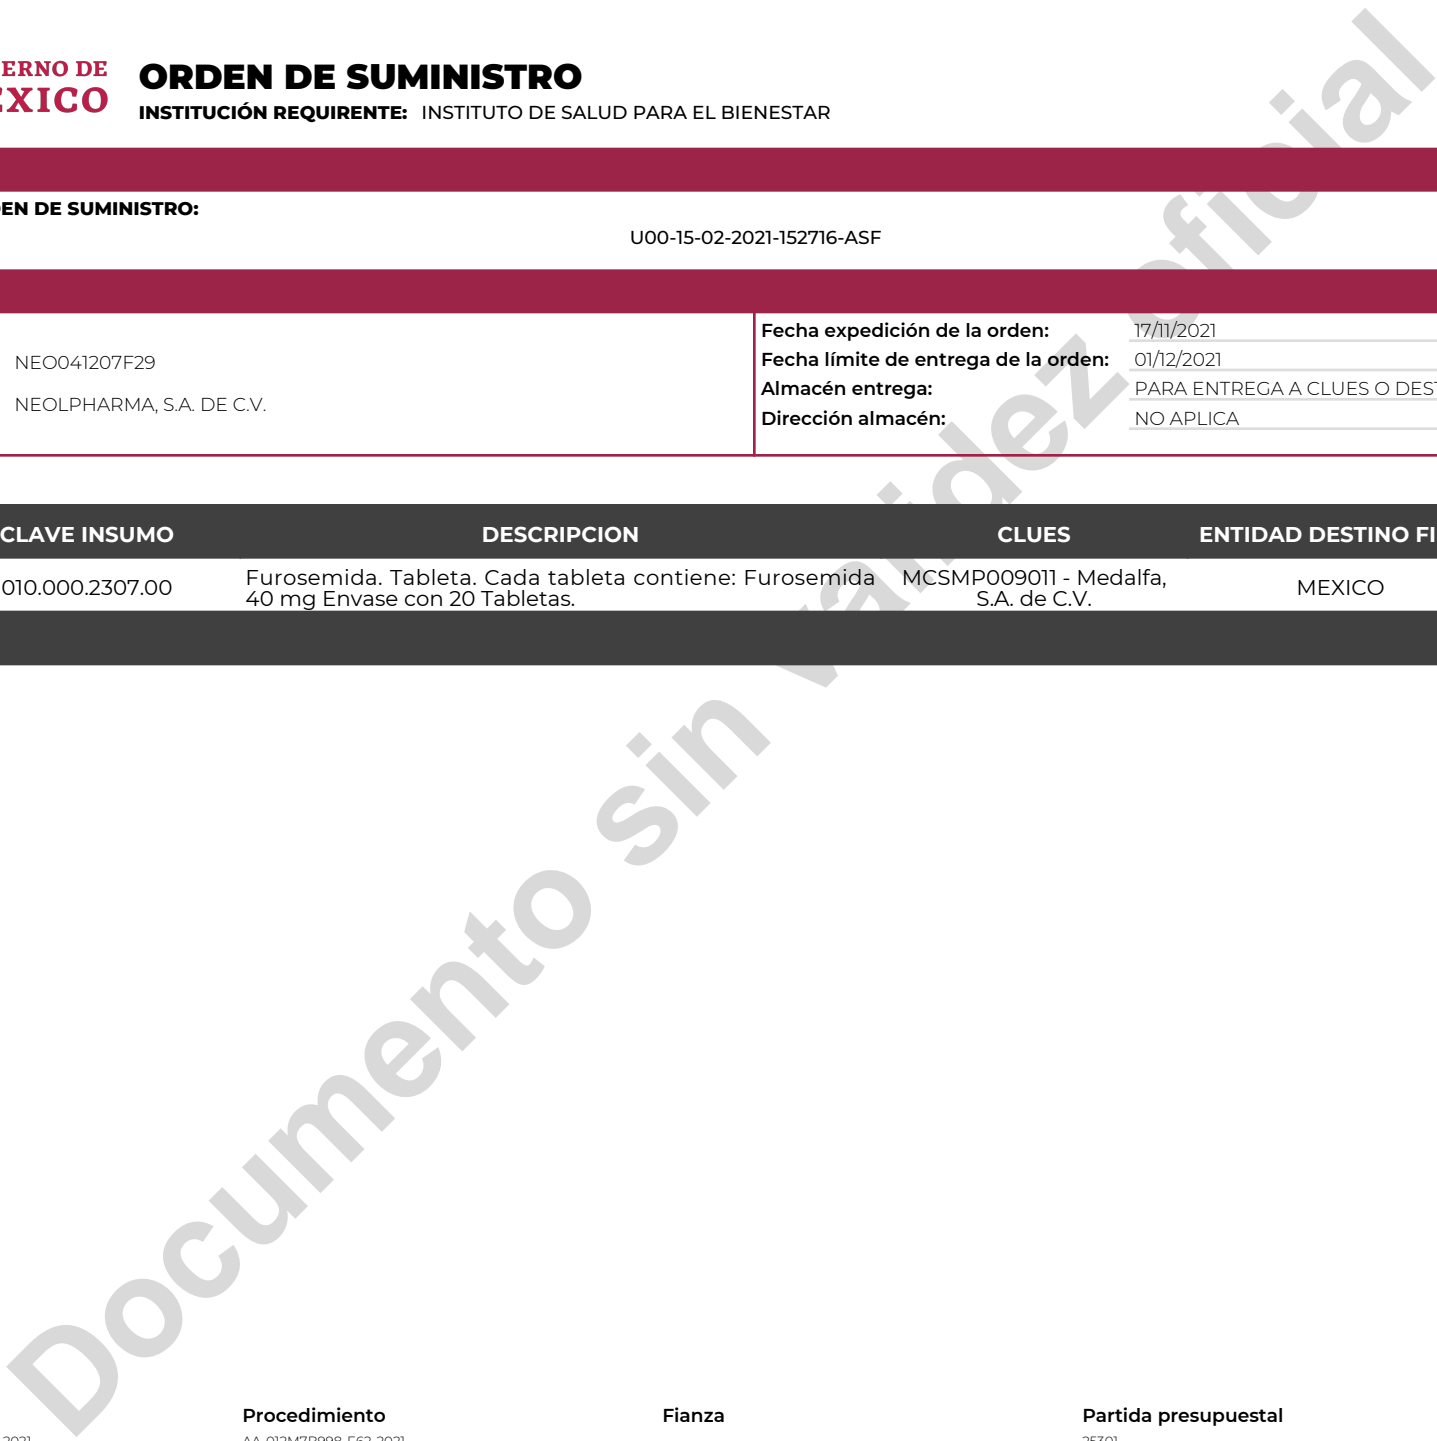 ERNO DE
EXICO
ORDEN DE SUMINISTRO
INSTITUCIÓN REQUIRENTE: INSTITUTO DE SALUD PARA EL BIENESTAR
EN DE SUMINISTRO:
U00-15-02-2021-152716-ASF
NEO041207F29
NEOLPHARMA, S.A. DE C.V.
Fecha expedición de la orden: 17/11/2021
Fecha límite de entrega de la orden: 01/12/2021
Almacén entrega: PARA ENTREGA A CLUES O DEST
Dirección almacén: NO APLICA
CLAVE INSUMO DESCRIPCION CLUES ENTIDAD DESTINO FI
010.000.2307.00 Furosemida. Tableta. Cada tableta contiene: Furosemida 40 mg Envase con 20 Tabletas. MCSMP009011 - Medalfa, S.A. de C.V. MEXICO
Documento sin validez oficial
Procedimiento Fianza Partida presupuestal